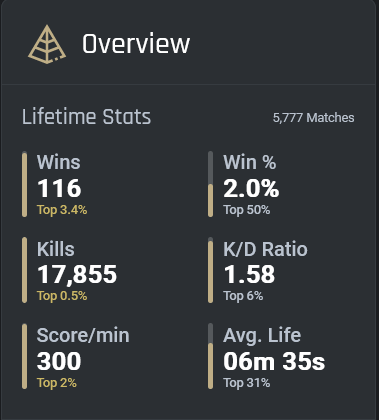 Overview
Lifetime Stats
5,777 Matches
Wins
116
Top 3.4%
Win %
2.0%
Top 50%
Kills
17,855
Top 0.5%
K/D Ratio
1.58
Top 6%
Score/min
300
Top 2%
Avg. Life
06m 35s
Top 31%